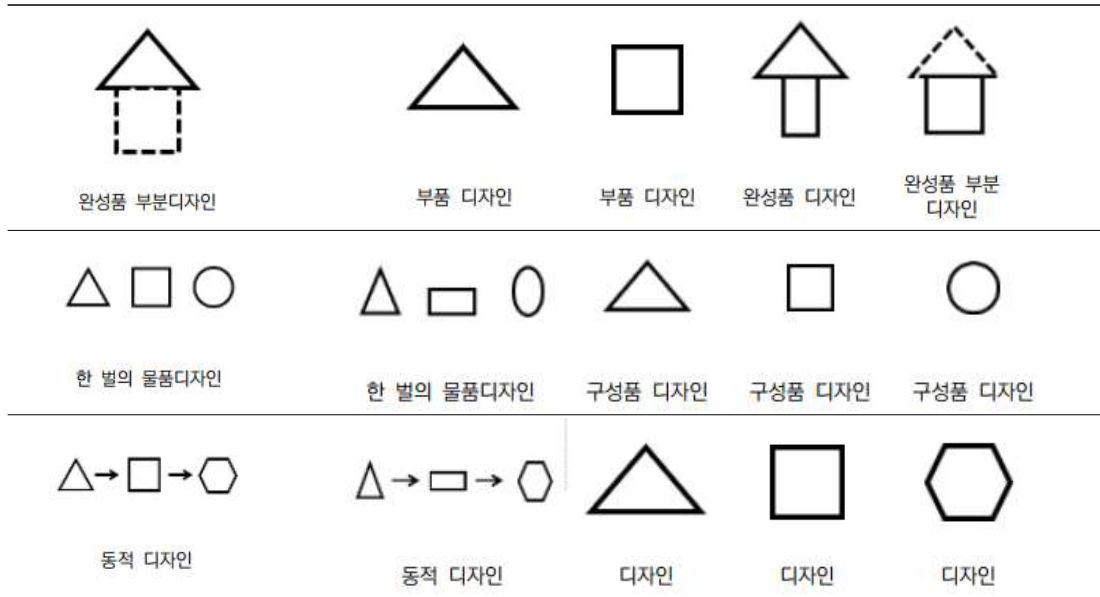 완성품 부분디자인
부품 디자인
부품 디자인
완성품 디자인
완성품 부분
디자인
한 벌의 물품디자인
한 벌의 물품디자인
구성품 디자인
구성품 디자인
구성품 디자인
동적 디자인
동적 디자인
디자인
디자인
디자인